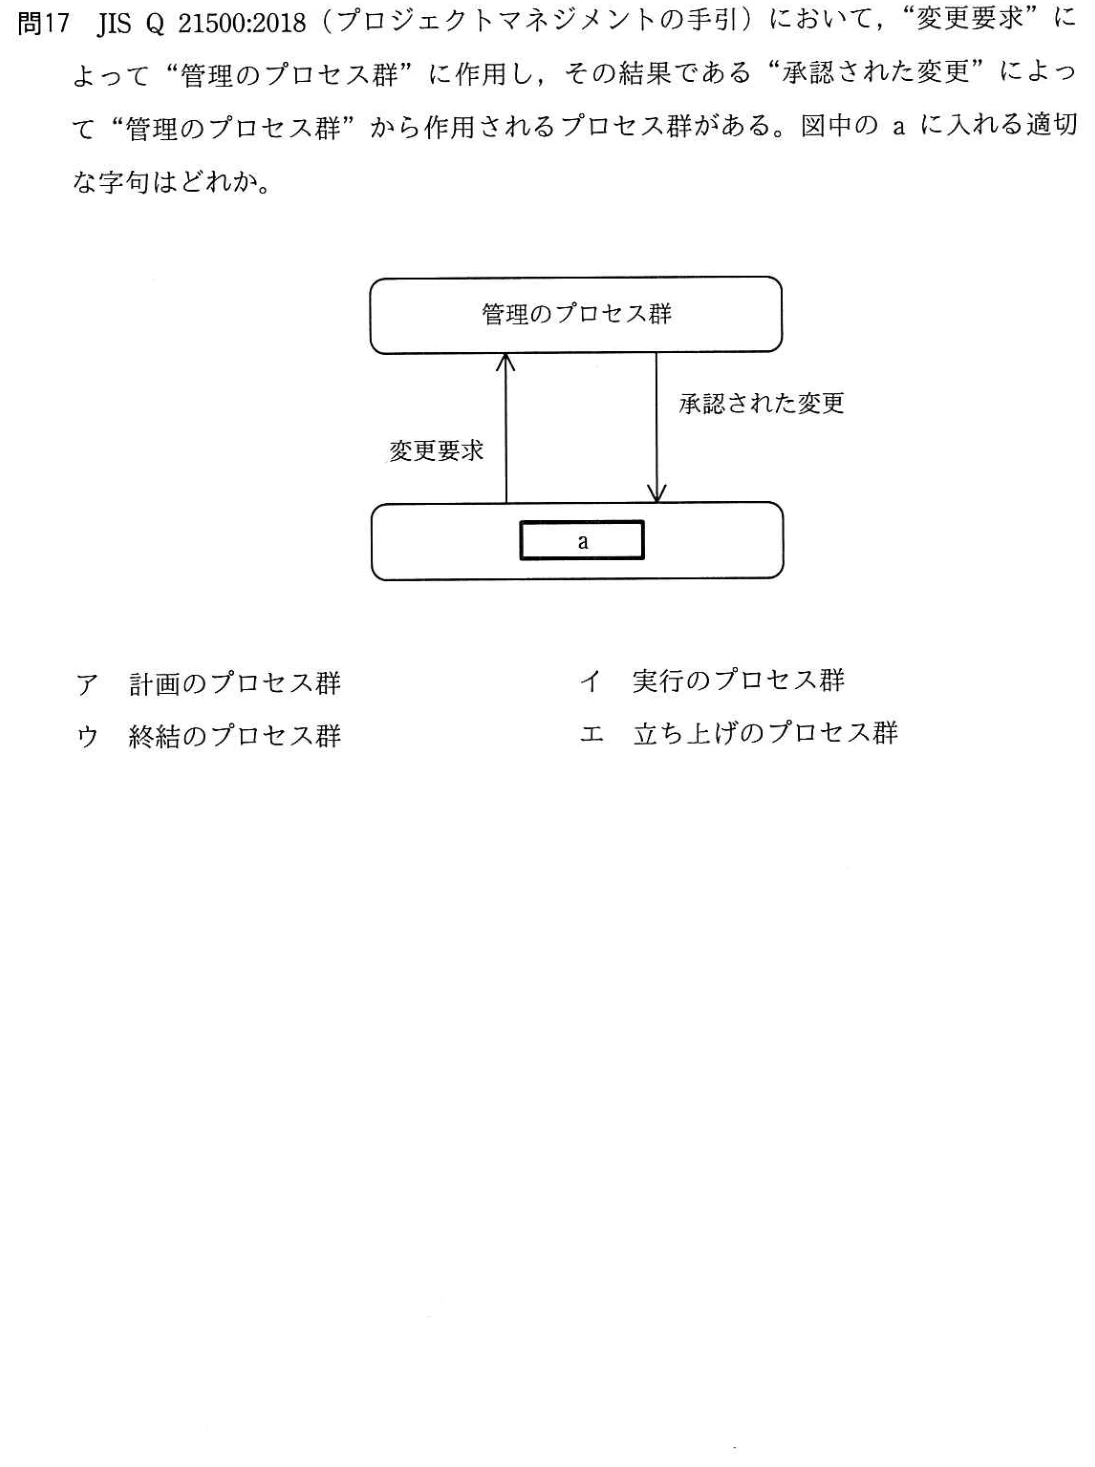 問17 JIS Q 21500:2018（プロジェクトマネジメントの手引）において，“変更要求”に
よって“管理のプロセス群”に作用し，その結果である“承認された変更”によっ
て“管理のプロセス群”から作用されるプロセス群がある。図中の a に入れる適切
な字句はどれか。
管理のプロセス群
承認された変更
変更要求
a
ア 計画のプロセス群
イ 実行のプロセス群
ウ 終結のプロセス群
エ 立ち上げのプロセス群